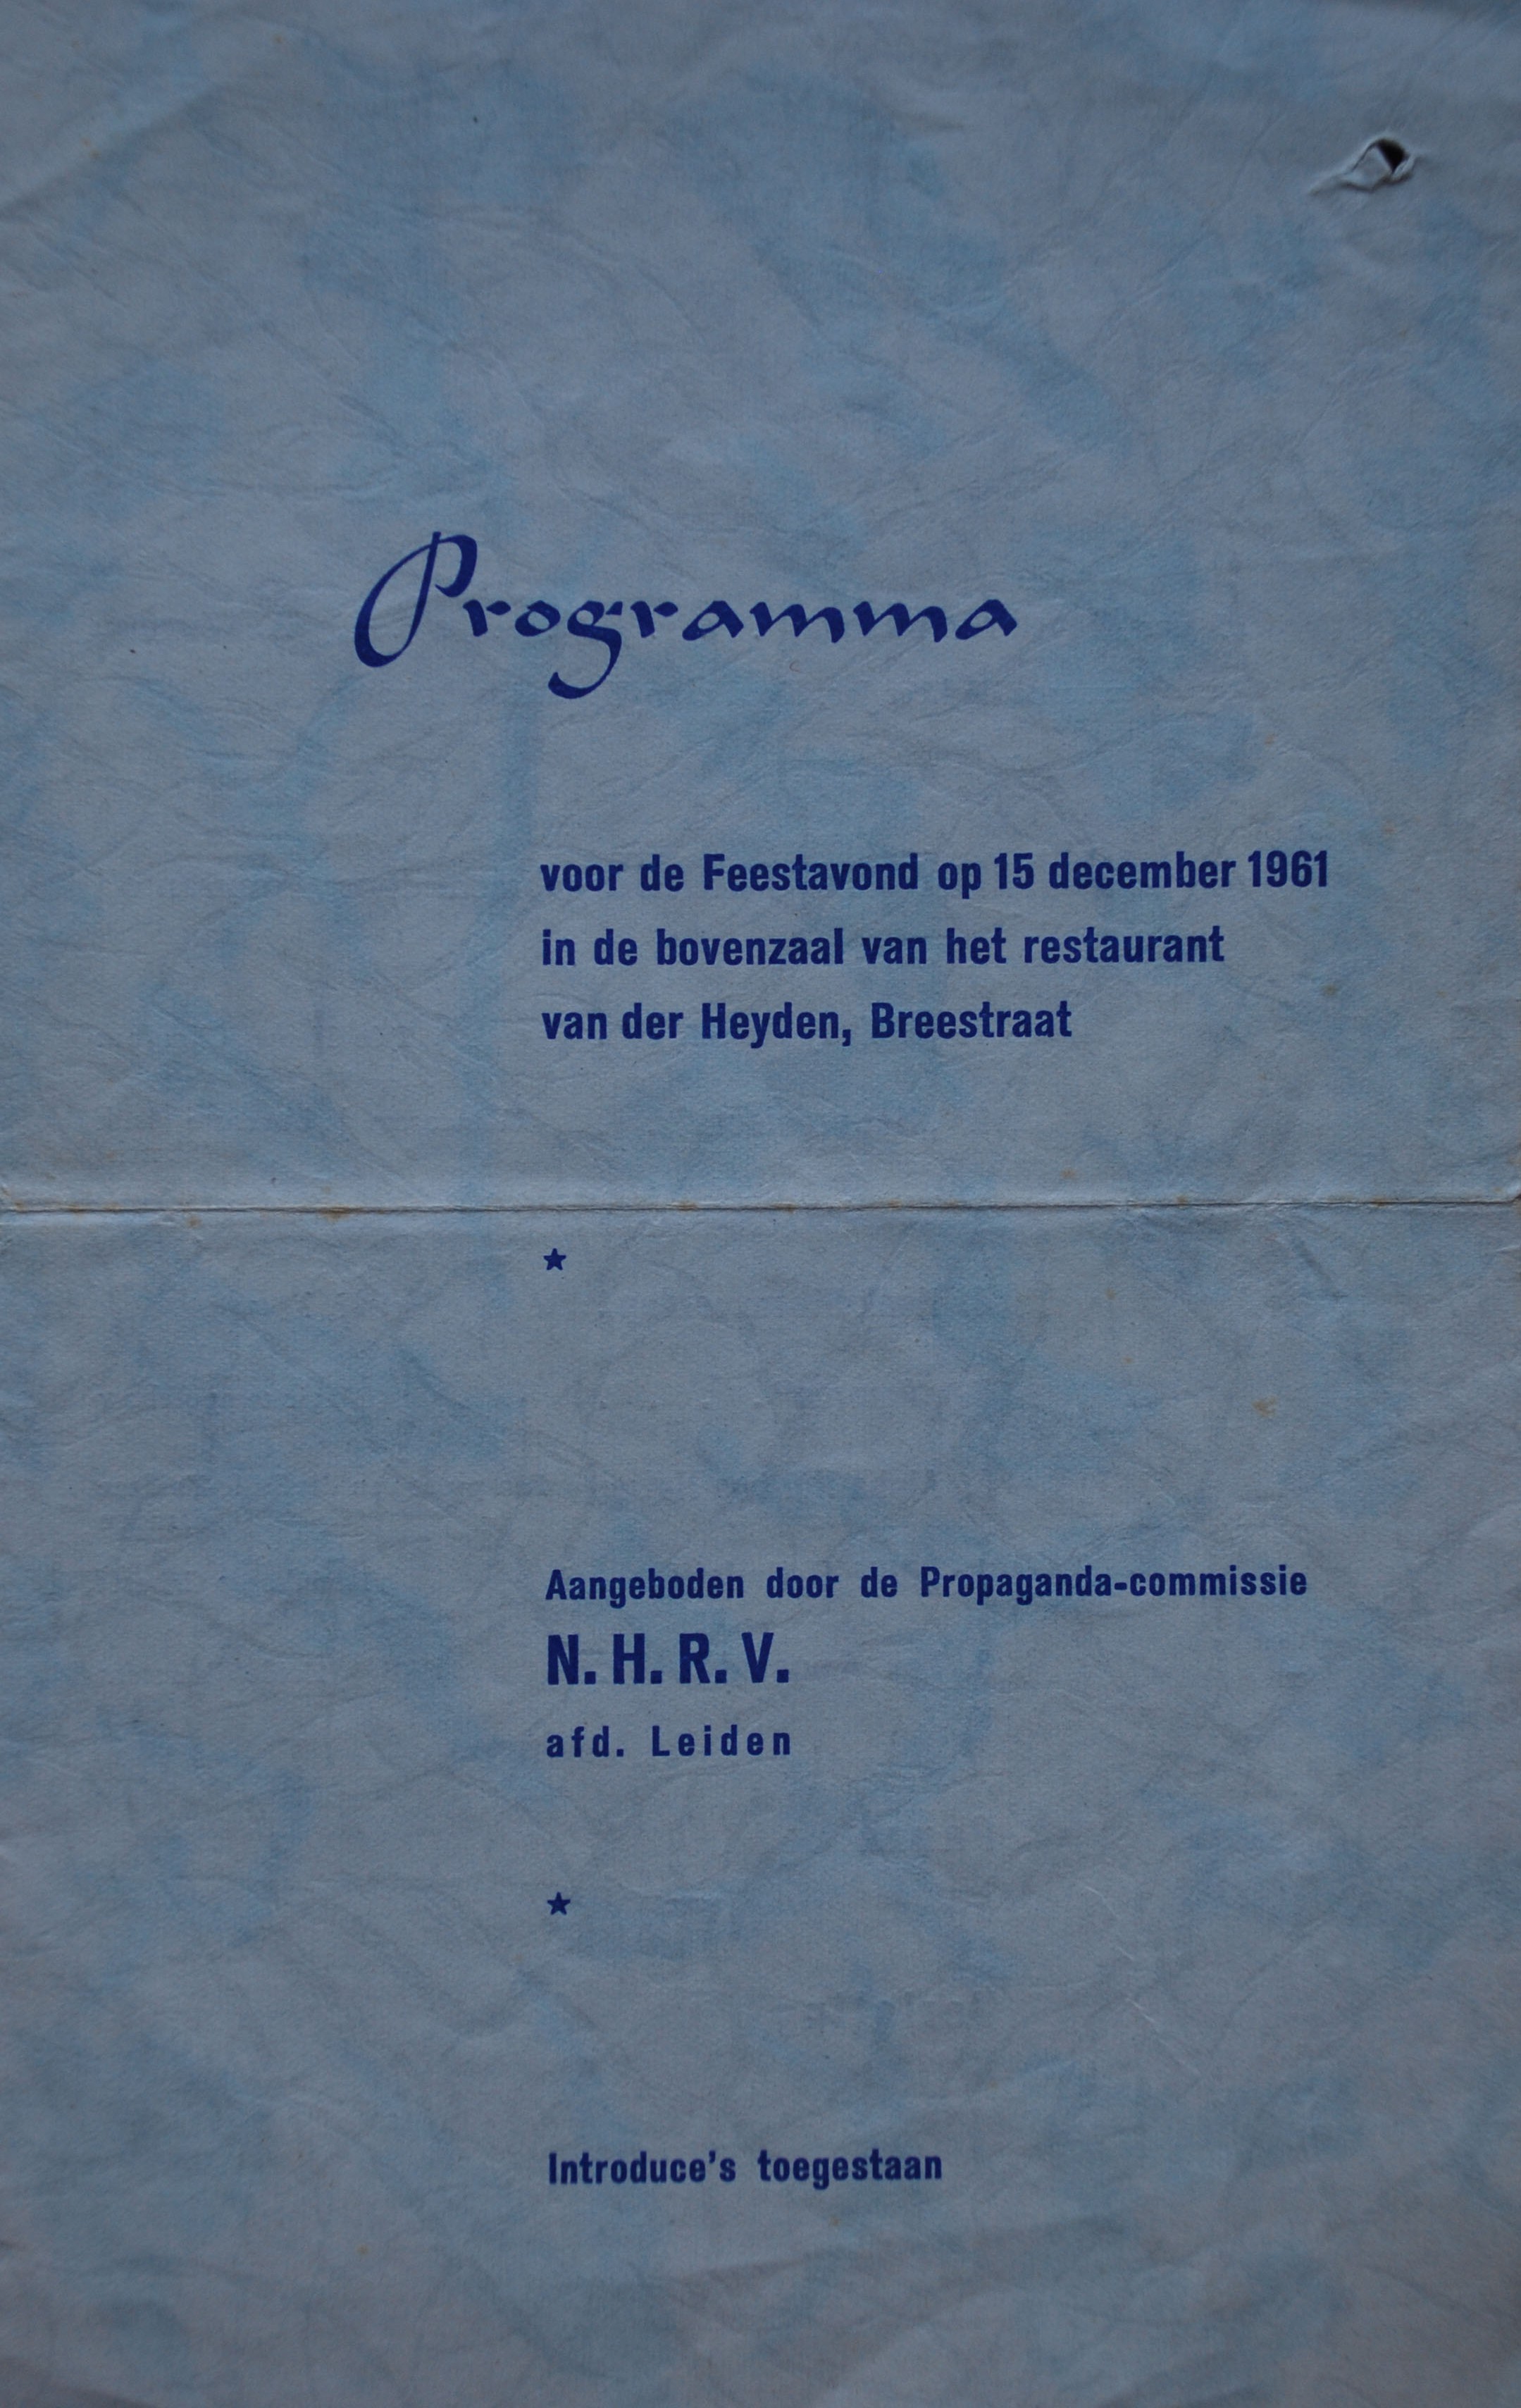 Programma
voor de Feestavond op 15 december 1961
in de bovenzaal van het restaurant
van der Heyden, Breestraat
★
Aangeboden door de Propaganda-commissie
N. H. R. V.
afd. Leiden
★
Introduce's toegestaan